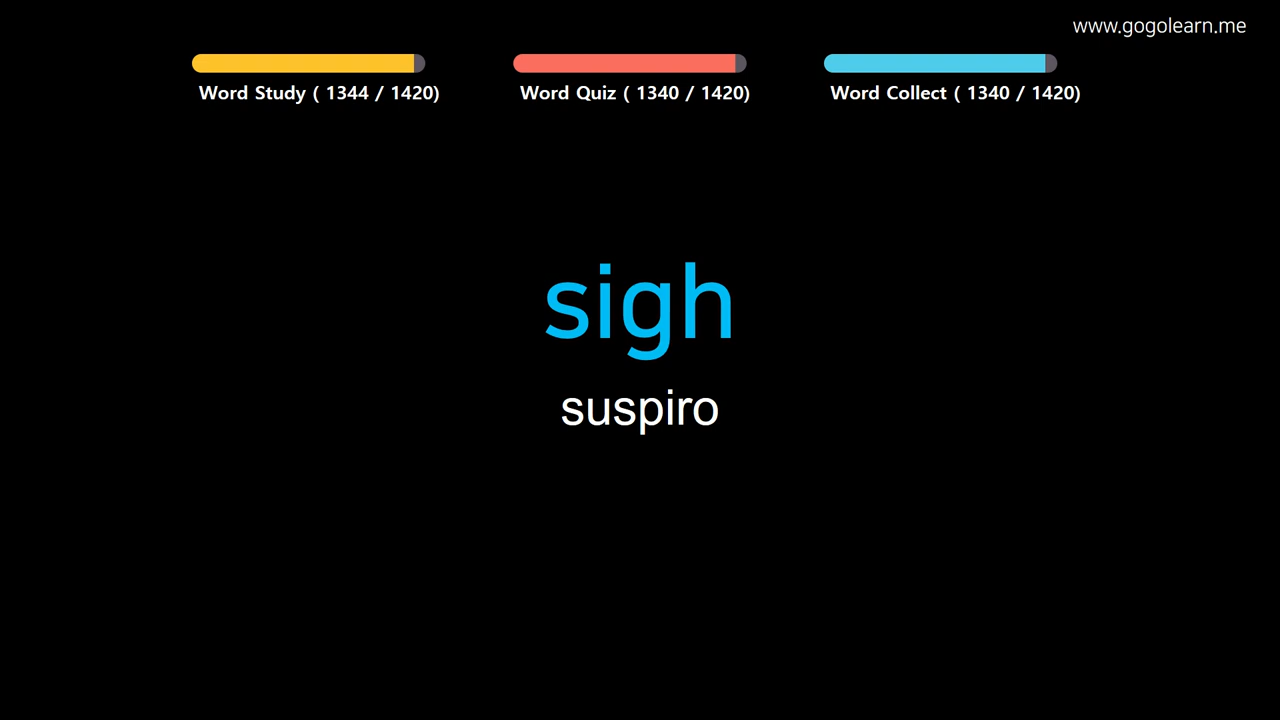 www.gogolearn.me
Word Study ( 1344 / 1420)
Word Quiz ( 1340 / 1420)
Word Collect ( 1340 / 1420)
sigh
suspiro